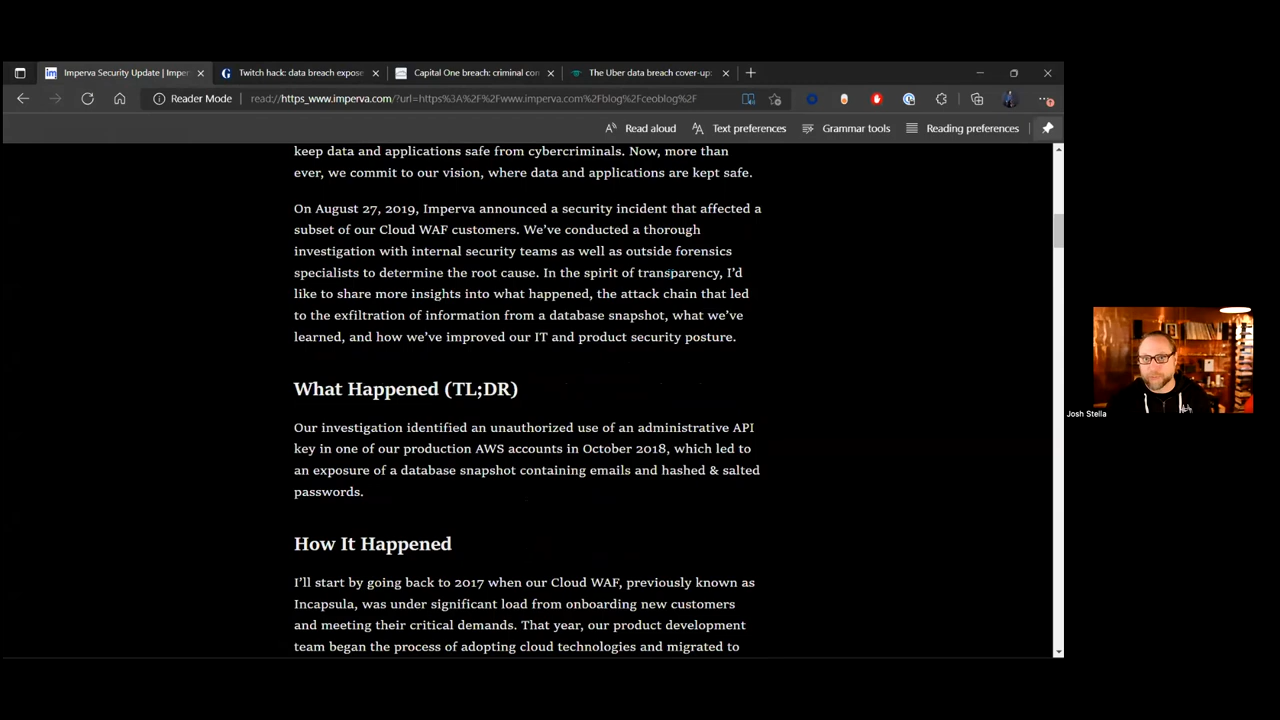 Imperva Security Update | Imper
Twitch hack: data breach expose
Capital One breach: criminal con
The Uber data breach cover-up:
Reader Mode
read://https_www.imperva.com/?url=https%3A%2F%2Fwww.imperva.com%2Fblog%2Fceoblog%2F
Read aloud
Text preferences
Grammar tools
Reading preferences
keep data and applications safe from cybercriminals. Now, more than
ever, we commit to our vision, where data and applications are kept safe.
On August 27, 2019, Imperva announced a security incident that affected a
subset of our Cloud WAF customers. We've conducted a thorough
investigation with internal security teams as well as outside forensics
specialists to determine the root cause. In the spirit of transparency, I'd
like to share more insights into what happened, the attack chain that led
to the exfiltration of information from a database snapshot, what we've
learned, and how we've improved our IT and product security posture.
What Happened (TL;DR)
Our investigation identified an unauthorized use of an administrative API
key in one of our production AWS accounts in October 2018, which led to
an exposure of a database snapshot containing emails and hashed & salted
passwords.
How It Happened
I'll start by going back to 2017 when our Cloud WAF, previously known as
Incapsula, was under significant load from onboarding new customers
and meeting their critical demands. That year, our product development
team began the process of adopting cloud technologies and migrated to
Josh Stella